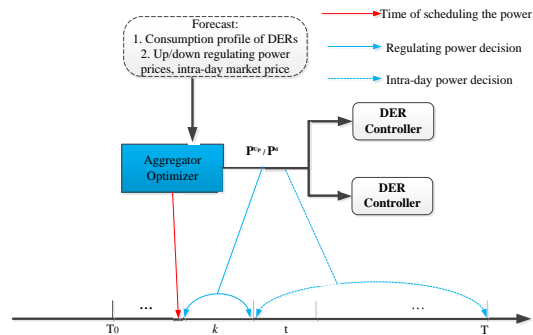 Forecast:
1. Consumption profile of DERs
2. Up/down regulating power
prices, intra-day market price
Time of scheduling the power
Regulating power decision
Intra-day power decision
DER
Controller
P^Up / P^d
Aggregator
Optimizer
DER
Controller
...
...
T0
k
t
T